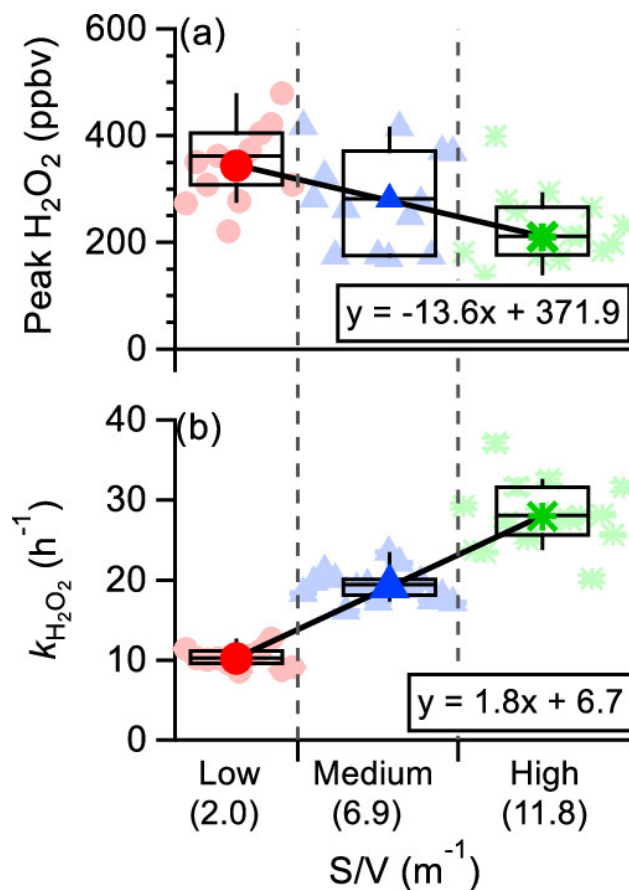 (a)
Peak H₂O₂ (ppbv)
600
400
200
0
y = -13.6x + 371.9
(b)
k_H₂O₂ (h⁻¹)
40
30
20
10
0
y = 1.8x + 6.7
Low Medium High
(2.0) (6.9) (11.8)
S/V (m⁻¹)